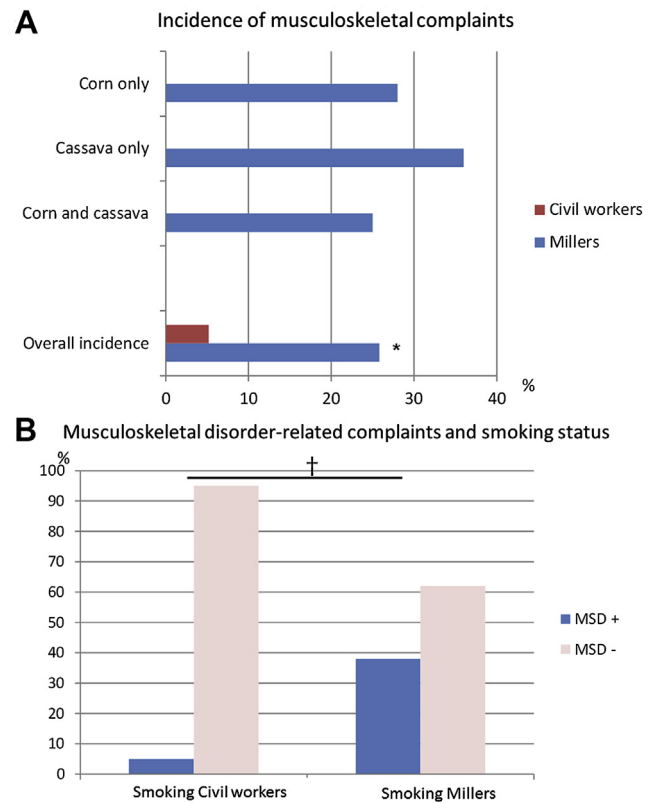 A
Incidence of musculoskeletal complaints
Corn only
Cassava only
Corn and cassava
Overall incidence
*
Civil workers
Millers
0 10 20 30 40
%
B
Musculoskeletal disorder-related complaints and smoking status
%
†
100
90
80
70
60
50
40
30
20
10
0
MSD +
MSD -
Smoking Civil workers Smoking Millers